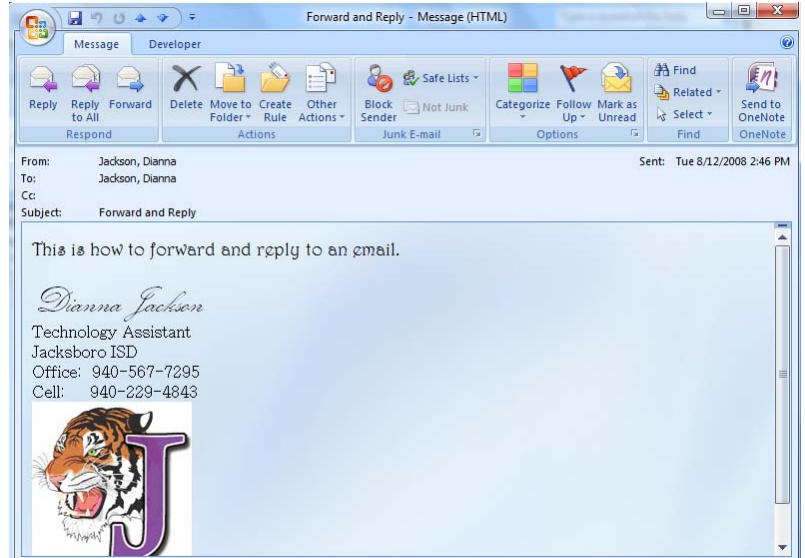 Forward and Reply - Message (HTML)
Message Developer
Reply Reply to All Forward
Respond
Delete Move to Folder Create Rule Other Actions
Actions
Block Sender Safe Lists Not Junk
Junk E-mail
Categorize Follow Up Mark as Unread
Options
Find Related Select
Find
Send to OneNote
OneNote
From: Jackson, Dianna
Sent: Tue 8/12/2008 2:46 PM
To: Jackson, Dianna
Cc:
Subject: Forward and Reply
This is how to forward and reply to an email.
Dianna Jackson
Technology Assistant
Jacksboro ISD
Office: 940-567-7295
Cell: 940-229-4843
J